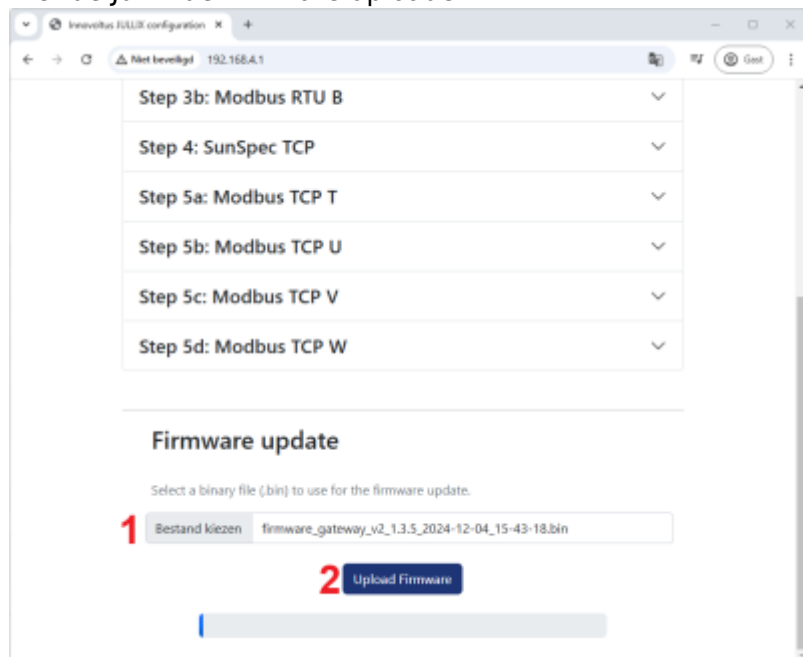 Innovoltus JULLIX configuration
Niet beveiligd 192.168.4.1
Gast
Step 3b: Modbus RTU B
Step 4: SunSpec TCP
Step 5a: Modbus TCP T
Step 5b: Modbus TCP U
Step 5c: Modbus TCP V
Step 5d: Modbus TCP W
Firmware update
Select a binary file (.bin) to use for the firmware update.
1 Bestand kiezen firmware_gateway_v2_1.3.5_2024-12-04_15-43-18.bin
2 Upload Firmware